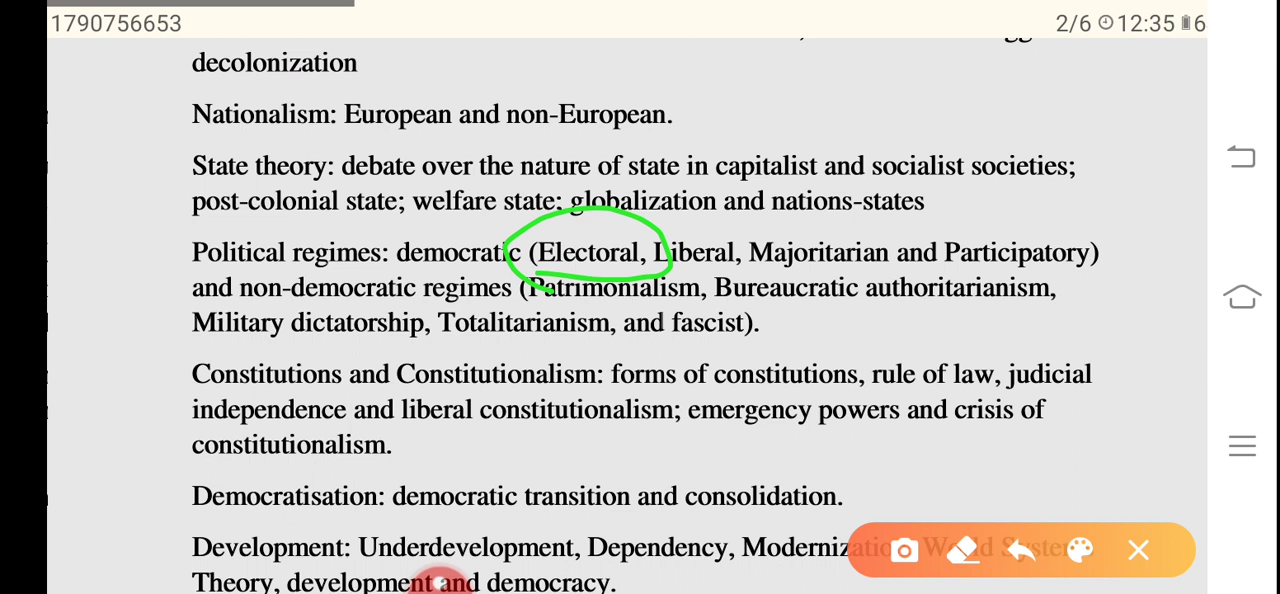 1790756653
2/6 12:35 6
decolonization
Nationalism: European and non-European.
State theory: debate over the nature of state in capitalist and socialist societies;
post-colonial state; welfare state; globalization and nations-states
Political regimes: democratic (Electoral, Liberal, Majoritarian and Participatory)
and non-democratic regimes (Patrimonialism, Bureaucratic authoritarianism,
Military dictatorship, Totalitarianism, and fascist).
Constitutions and Constitutionalism: forms of constitutions, rule of law, judicial
independence and liberal constitutionalism; emergency powers and crisis of
constitutionalism.
Democratisation: democratic transition and consolidation.
Development: Underdevelopment, Dependency, Modernization, World Systems
Theory, development and democracy.